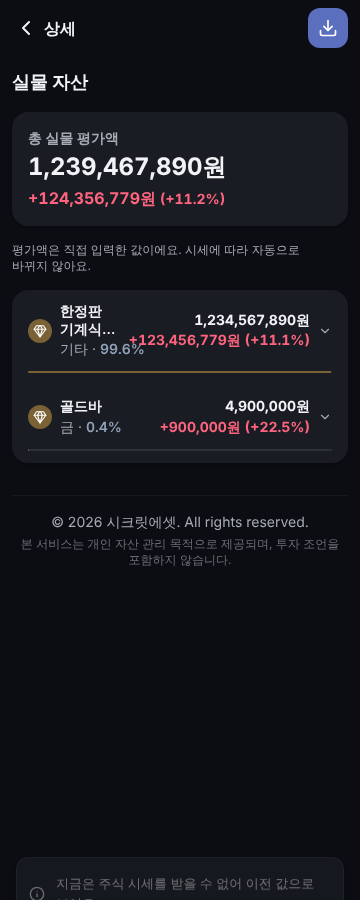 상세
실물 자산
총 실물 평가액
1,239,467,890원
+124,356,779원 (+11.2%)
평가액은 직접 입력한 값이에요. 시세에 따라 자동으로
바뀌지 않아요.
한정판
기계식...
1,234,567,890원
기타 · 99.6%
+123,456,779원 (+11.1%)
골드바
4,900,000원
금 · 0.4%
+900,000원 (+22.5%)
© 2026 시크릿에셋. All rights reserved.
본 서비스는 개인 자산 관리 목적으로 제공되며, 투자 조언을
포함하지 않습니다.
지금은 주식 시세를 받을 수 없어 이전 값으로